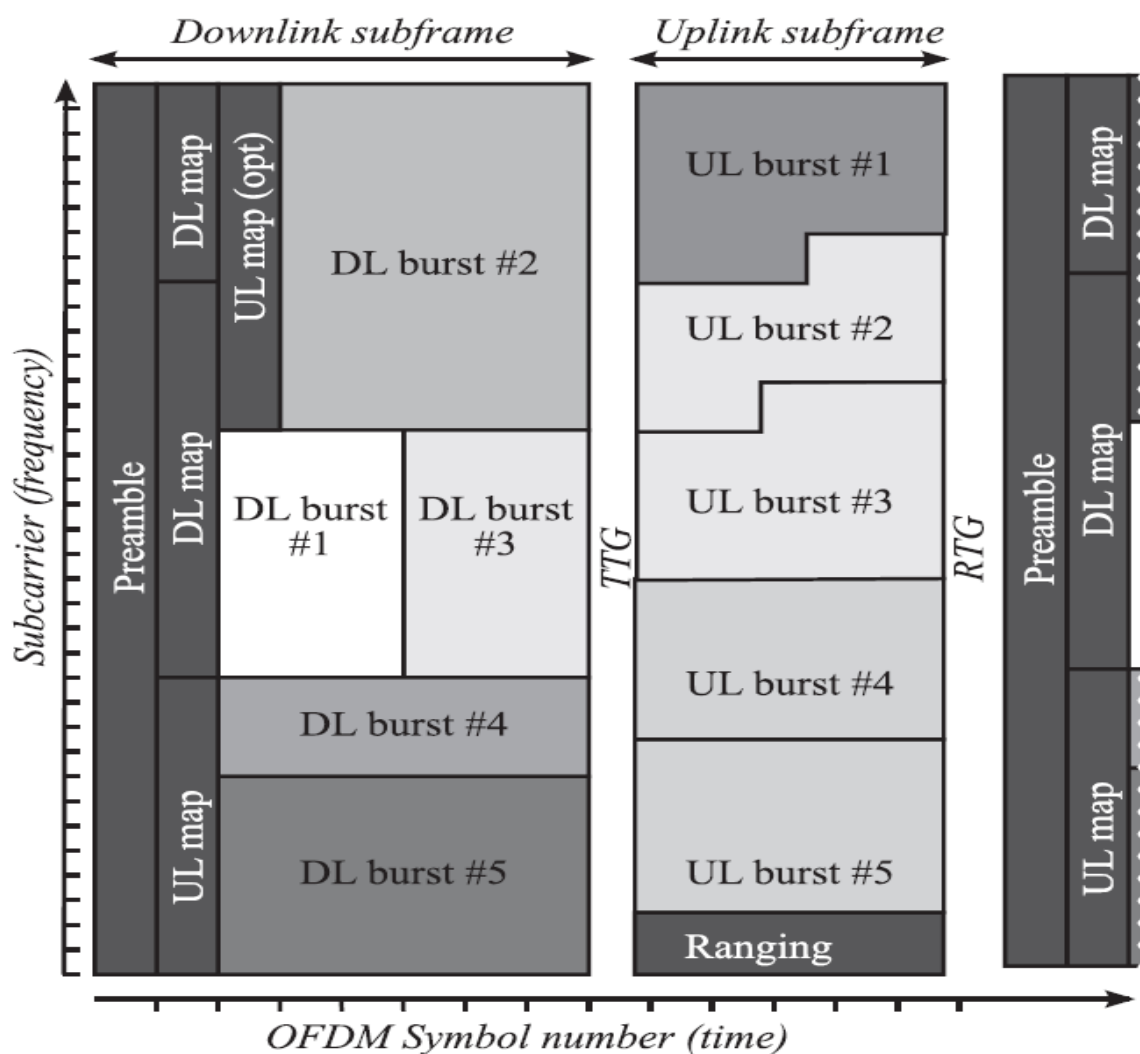 Downlink subframe
Uplink subframe
Subcarrier (frequency)
Preamble
DL map
DL map
UL map
UL map (opt)
DL burst #2
DL burst
#1
DL burst
#3
DL burst #4
DL burst #5
TTG
UL burst #1
UL burst #2
UL burst #3
UL burst #4
UL burst #5
Ranging
RTG
Preamble
DL map
DL map
UL map
OFDM Symbol number (time)